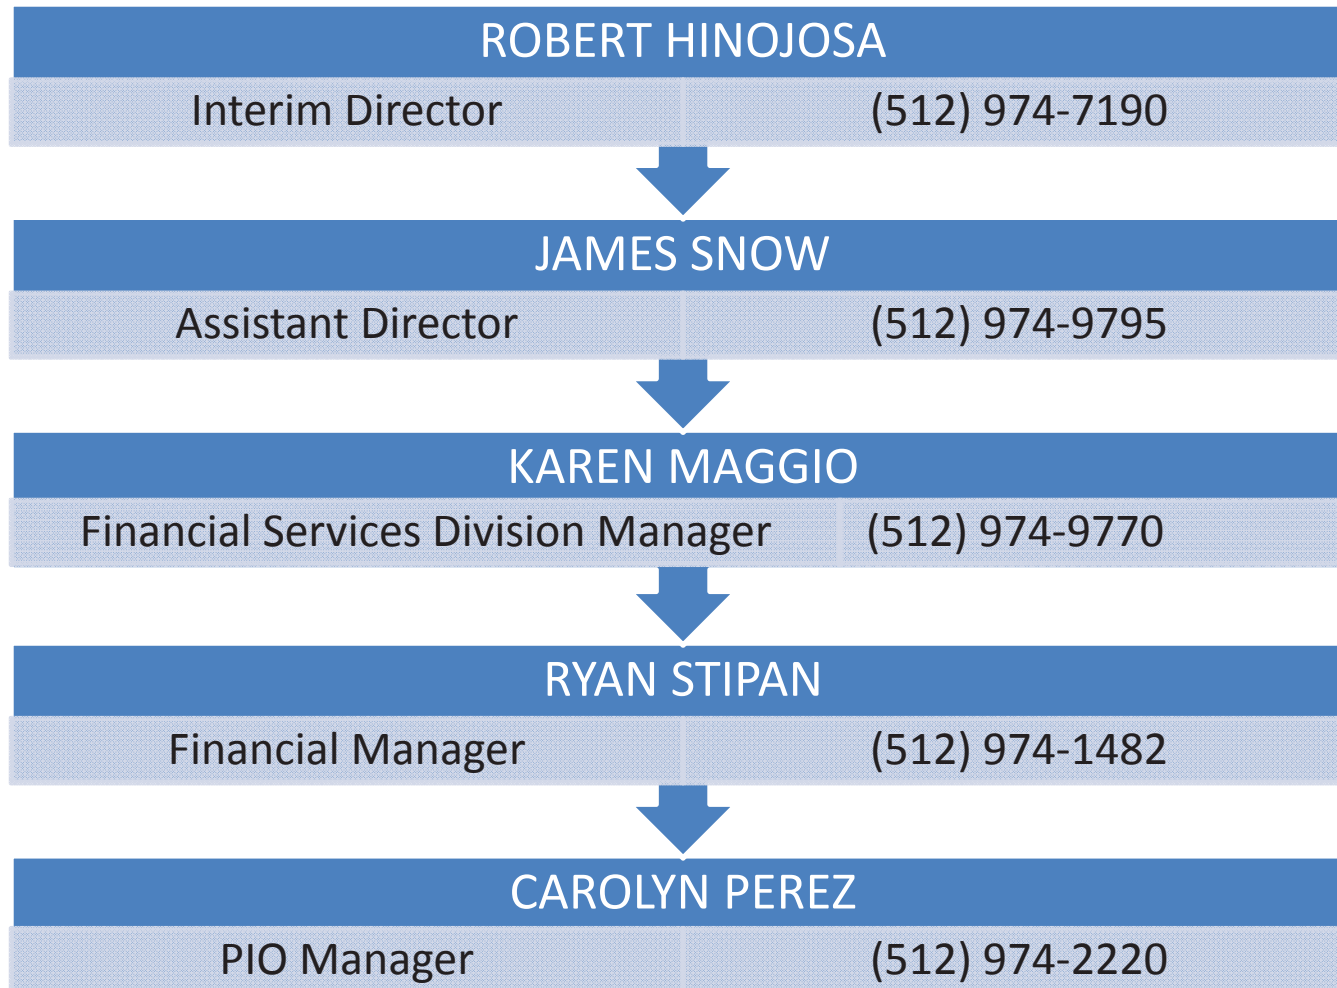 ROBERT HINOJOSA
Interim Director (512) 974-7190
JAMES SNOW
Assistant Director (512) 974-9795
KAREN MAGGIO
Financial Services Division Manager (512) 974-9770
RYAN STIPAN
Financial Manager (512) 974-1482
CAROLYN PEREZ
PIO Manager (512) 974-2220